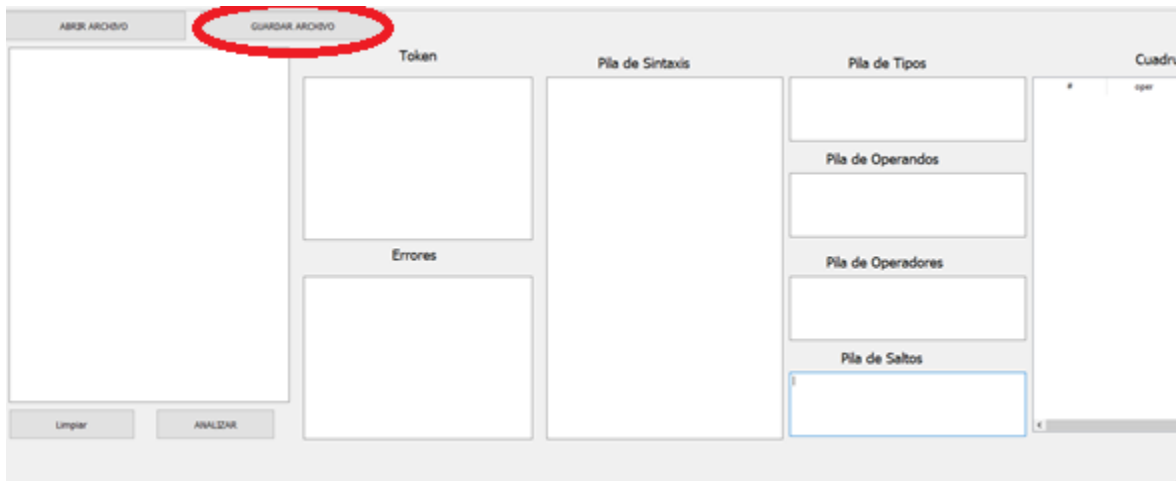 ABRIR ARCHIVO
GUARDAR ARCHIVO
Token
Pila de Sintaxis
Pila de Tipos
Cuadru
#
oper
Pila de Operandos
Errores
Pila de Operadores
Pila de Saltos
Limpiar
ANALIZAR